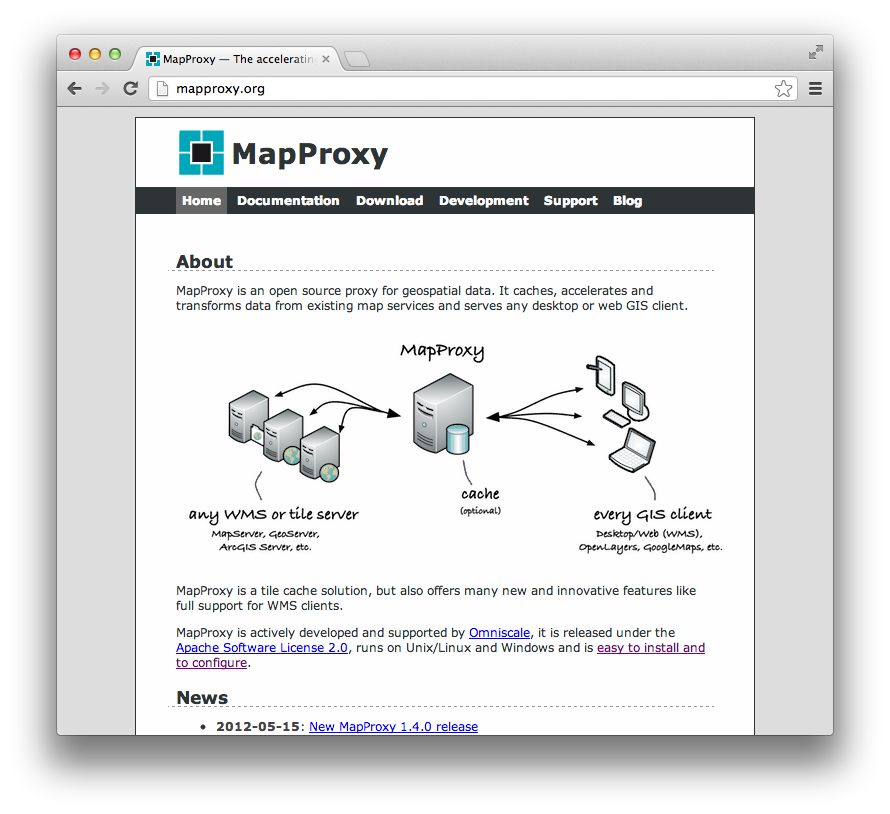 MapProxy — The acceleratin
mapproxy.org
MapProxy
Home Documentation Download Development Support Blog
About
MapProxy is an open source proxy for geospatial data. It caches, accelerates and
transforms data from existing map services and serves any desktop or web GIS client.
MapProxy
cache
(optional)
any WMS or tile server
MapServer, GeoServer,
ArcGIS Server, etc.
every GIS client
Desktop/Web (WMS),
OpenLayers, GoogleMaps, etc.
MapProxy is a tile cache solution, but also offers many new and innovative features like
full support for WMS clients.
MapProxy is actively developed and supported by Omniscale, it is released under the
Apache Software License 2.0, runs on Unix/Linux and Windows and is easy to install and
to configure.
News
• 2012-05-15: New MapProxy 1.4.0 release